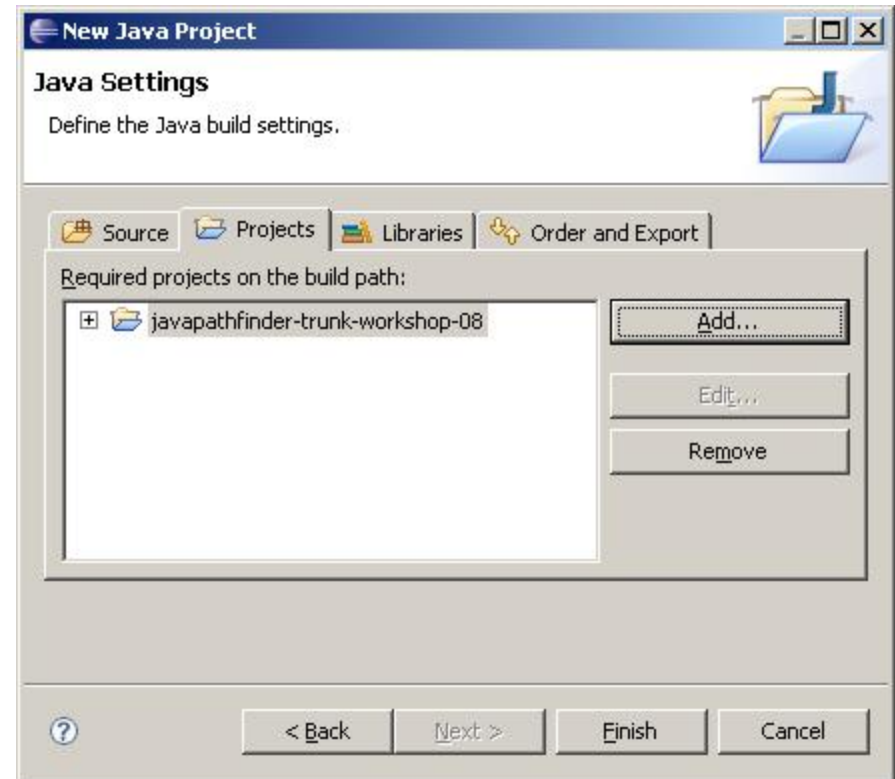 New Java Project
Java Settings
Define the Java build settings.
Source Projects Libraries Order and Export
Required projects on the build path:
javapathfinder-trunk-workshop-08
Add...
Edit...
Remove
? < Back Next > Finish Cancel